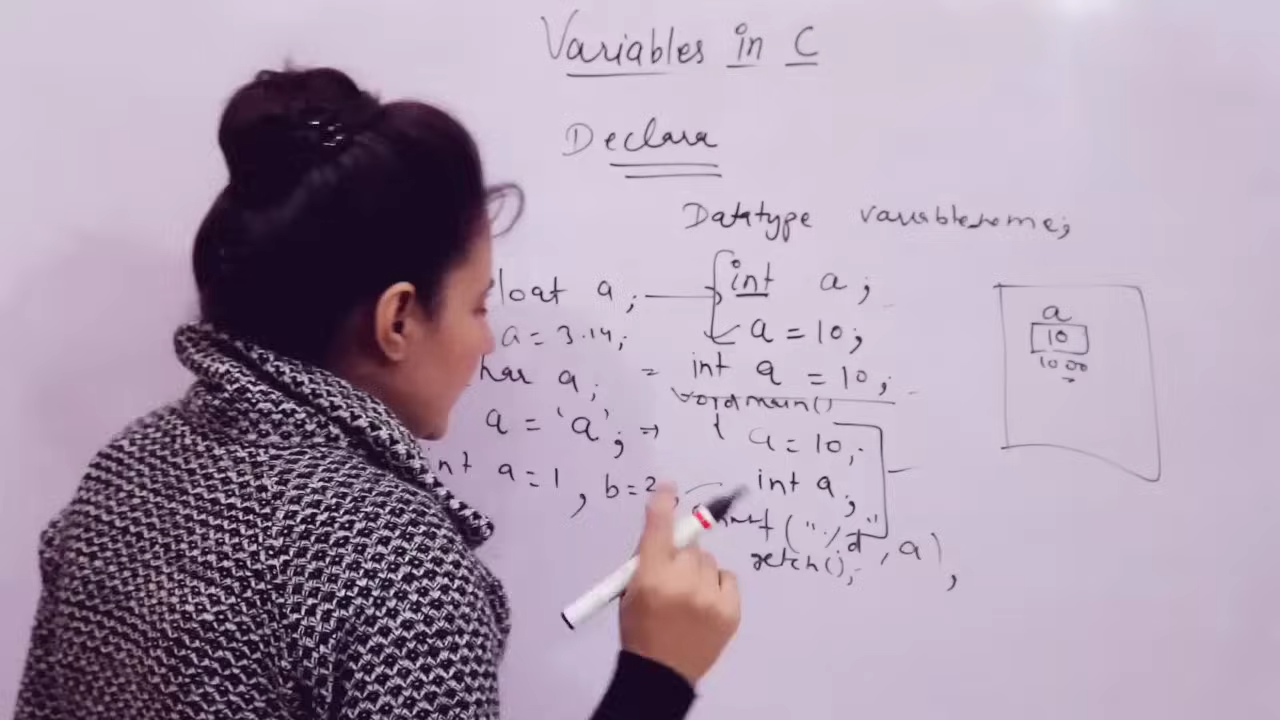 Variables in C
Declara
Datatype variablename;
loat a; int a;
a = 3.14; a = 10;
har a; = int a = 10;
void main()
a = 'a'; → { a = 10;
int a = 1, b = 2, int a;
("%d", a),
getch();
a
10
1000